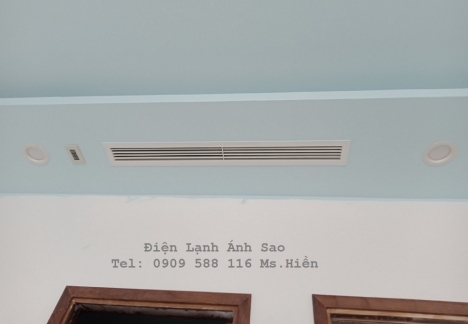 Điện Lạnh Ánh Sao
Tel: 0909 588 116 Ms.Hiền